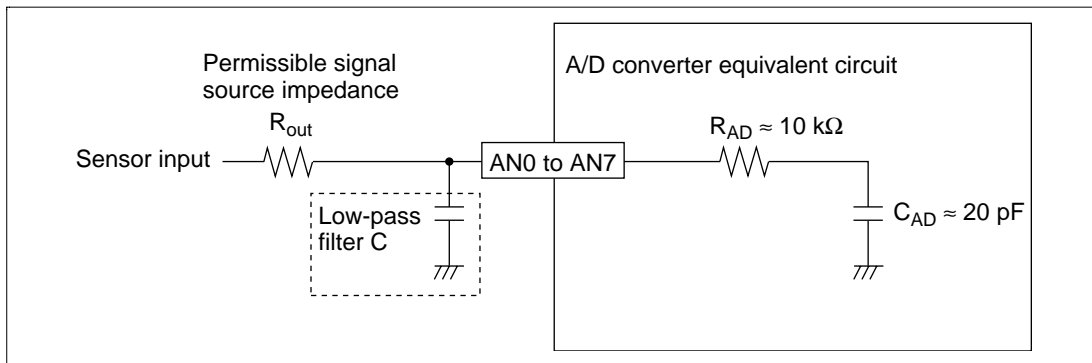 Permissible signal
source impedance
Rout
Sensor input
Low-pass
filter C
AN0 to AN7
A/D converter equivalent circuit
RAD ≈ 10 kΩ
CAD ≈ 20 pF